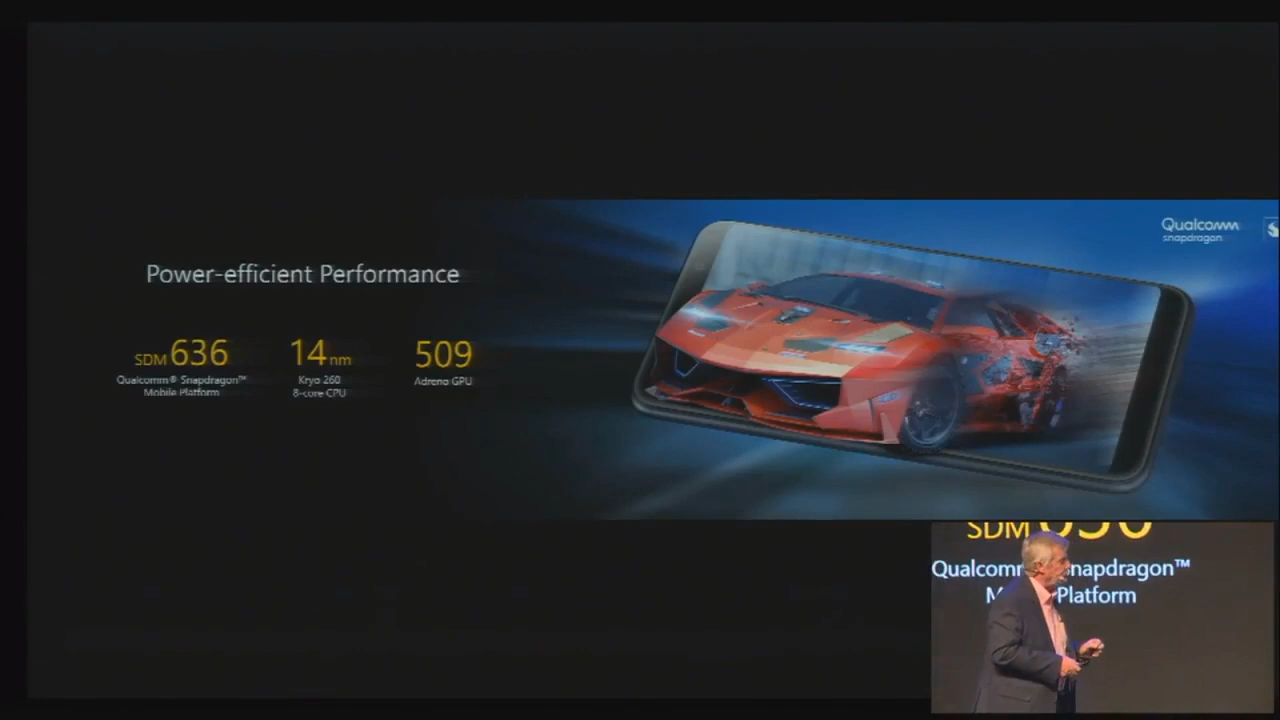 Qualcomm
snapdragon
Power-efficient Performance
SDM 636
Qualcomm® Snapdragon™
Mobile Platform
14 nm
Kryo 260
8-core CPU
509
Adreno GPU
SDM 636
Qualcomm Snapdragon™
Platform